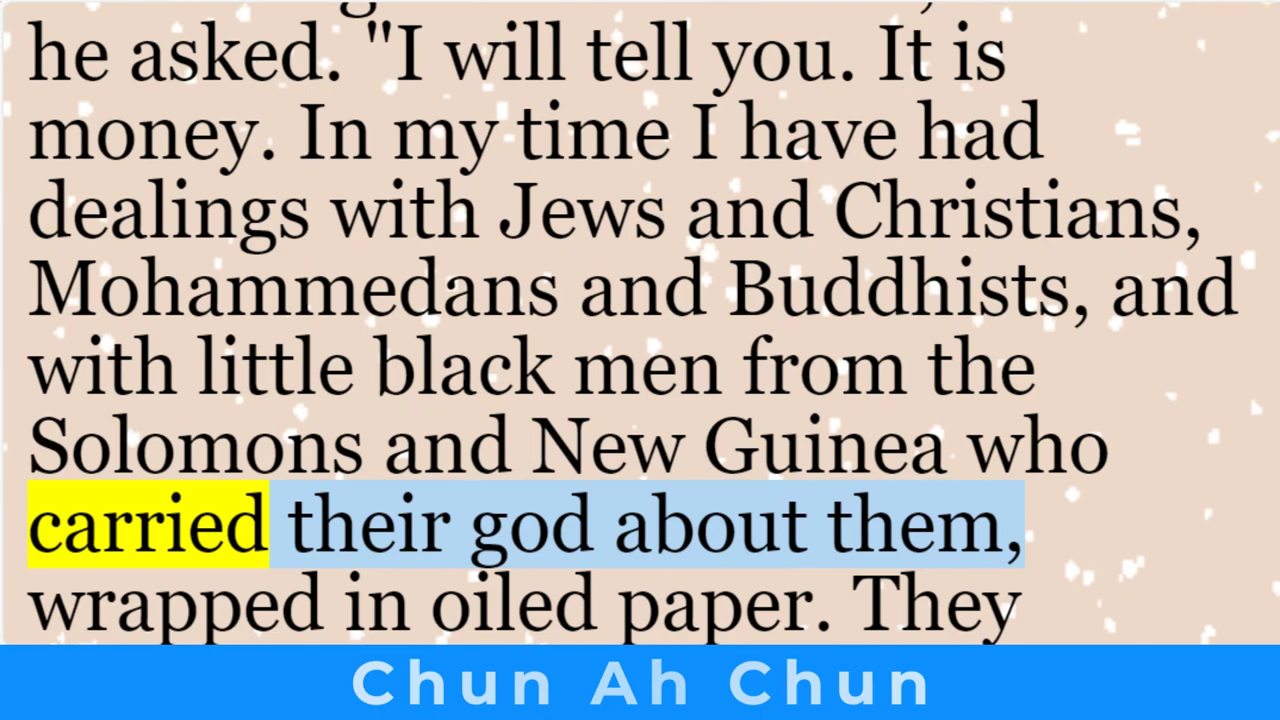 he asked. "I will tell you. It is
money. In my time I have had
dealings with Jews and Christians,
Mohammedans and Buddhists, and
with little black men from the
Solomons and New Guinea who
carried their god about them,
wrapped in oiled paper. They
Chun Ah Chun